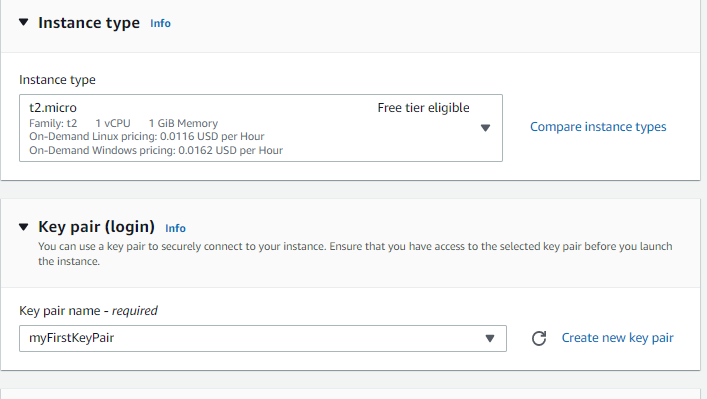 Instance type Info
Instance type
t2.micro Free tier eligible
Family: t2 1 vCPU 1 GiB Memory
On-Demand Linux pricing: 0.0116 USD per Hour
On-Demand Windows pricing: 0.0162 USD per Hour
Compare instance types
Key pair (login) Info
You can use a key pair to securely connect to your instance. Ensure that you have access to the selected key pair before you launch
the instance.
Key pair name - required
myFirstKeyPair
Create new key pair